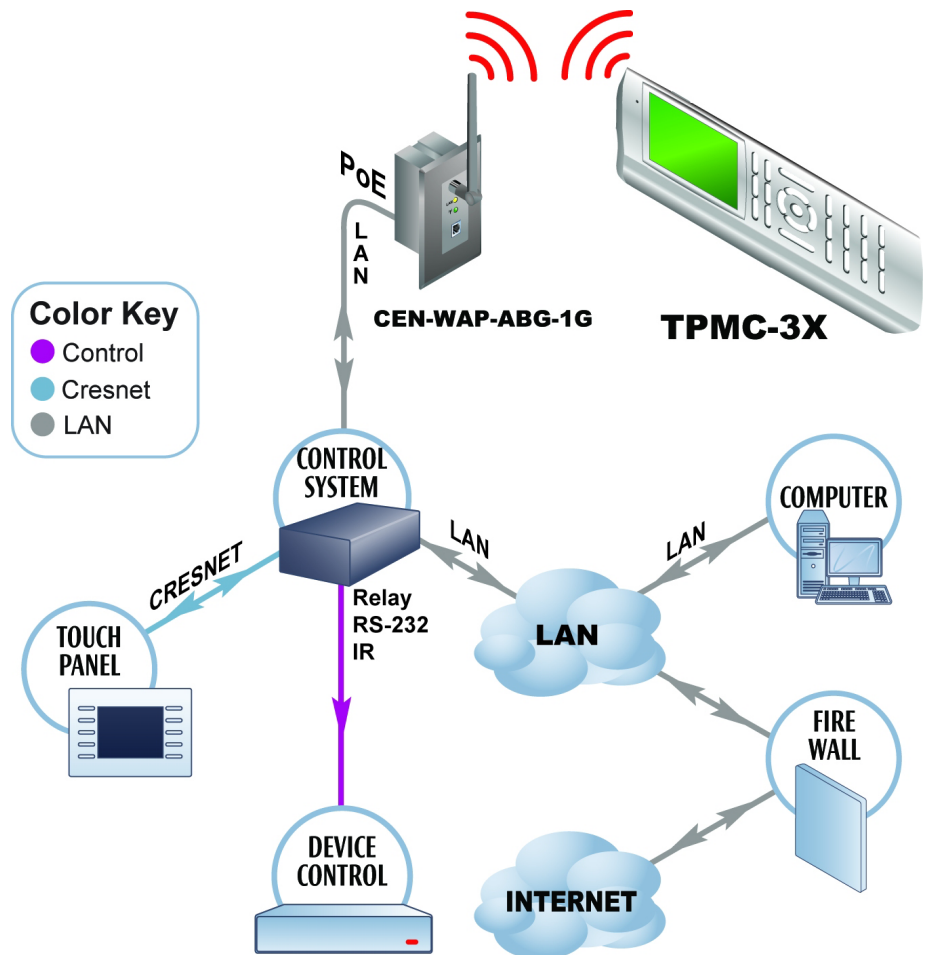 PoE
LAN
CEN-WAP-ABG-1G
TPMC-3X
Color Key
Control
Cresnet
LAN
CONTROL
SYSTEM
LAN
LAN
COMPUTER
CRESNET
Relay
RS-232
IR
LAN
TOUCH
PANEL
FIRE
WALL
DEVICE
CONTROL
INTERNET